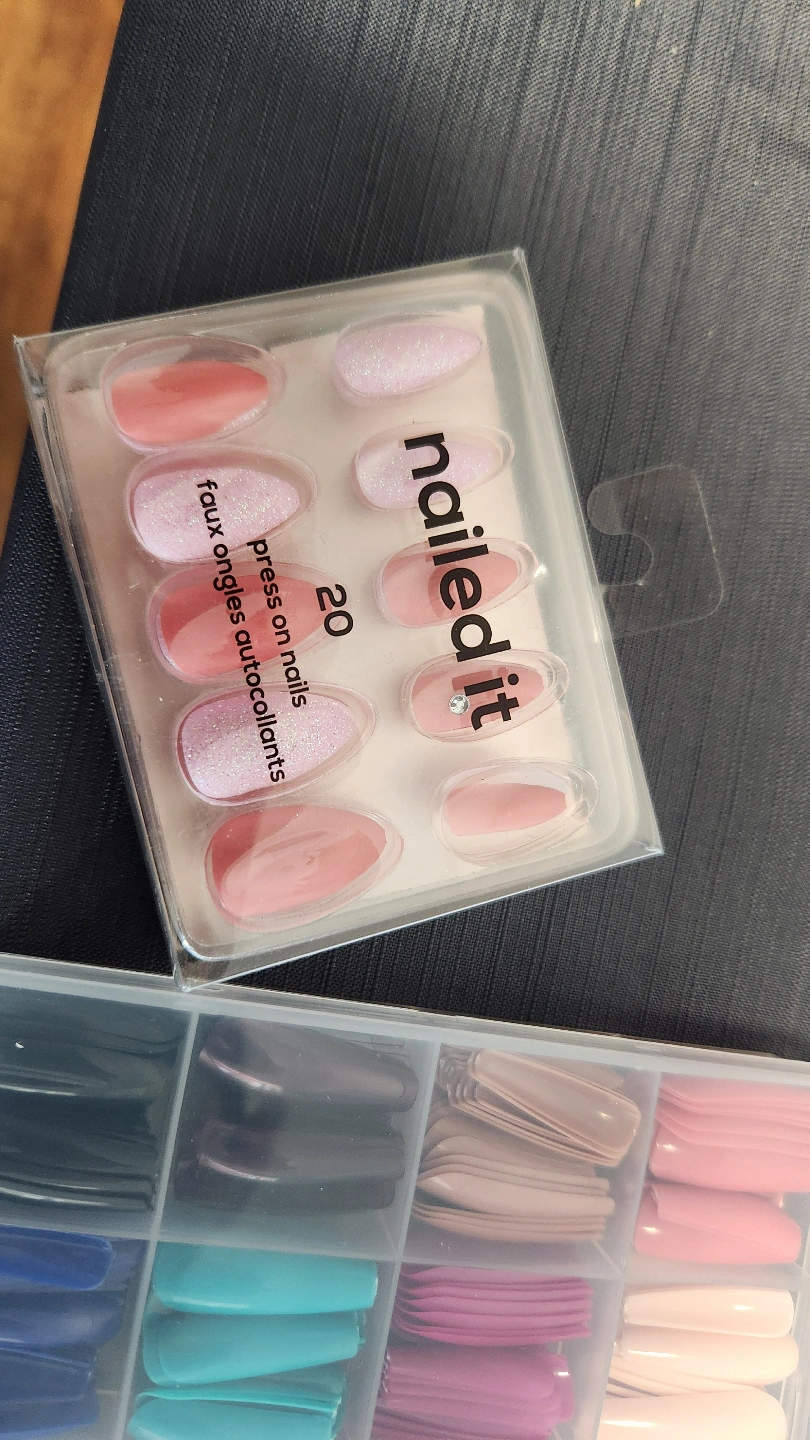 nailed it
20
press on nails
faux ongles autocollants